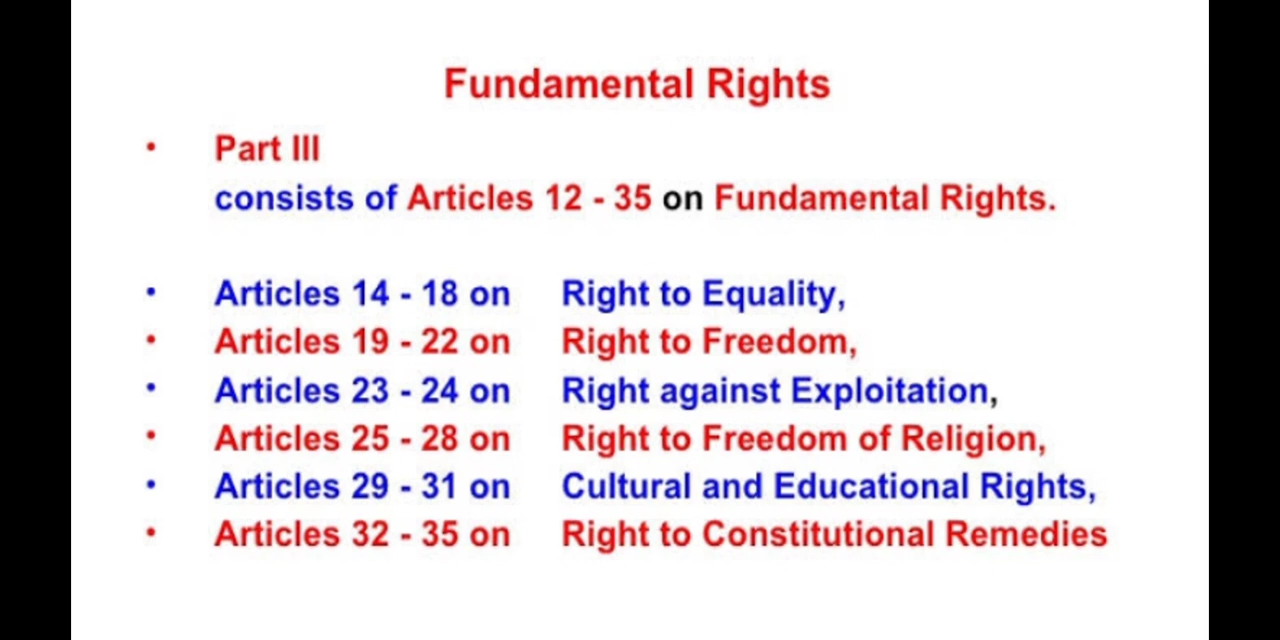 Fundamental Rights
• Part III
consists of Articles 12 - 35 on Fundamental Rights.
• Articles 14 - 18 on Right to Equality,
• Articles 19 - 22 on Right to Freedom,
• Articles 23 - 24 on Right against Exploitation,
• Articles 25 - 28 on Right to Freedom of Religion,
• Articles 29 - 31 on Cultural and Educational Rights,
• Articles 32 - 35 on Right to Constitutional Remedies